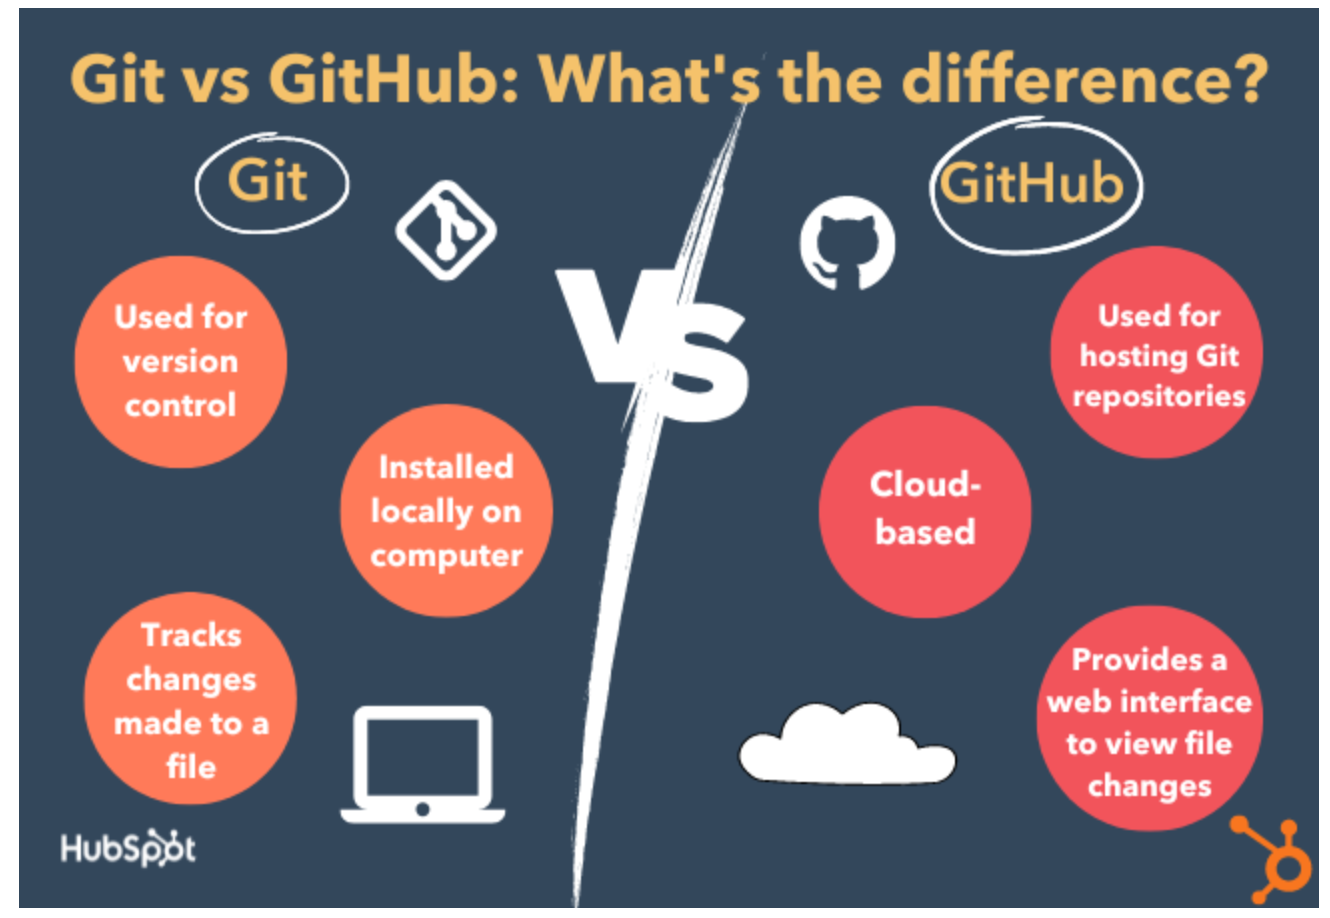 Git vs GitHub: What's the difference?
Git
Used for
version
control
Installed
locally on
computer
Tracks
changes
made to a
file
VS
GitHub
Used for
hosting Git
repositories
Cloud-
based
Provides a
web interface
to view file
changes
HubSpot